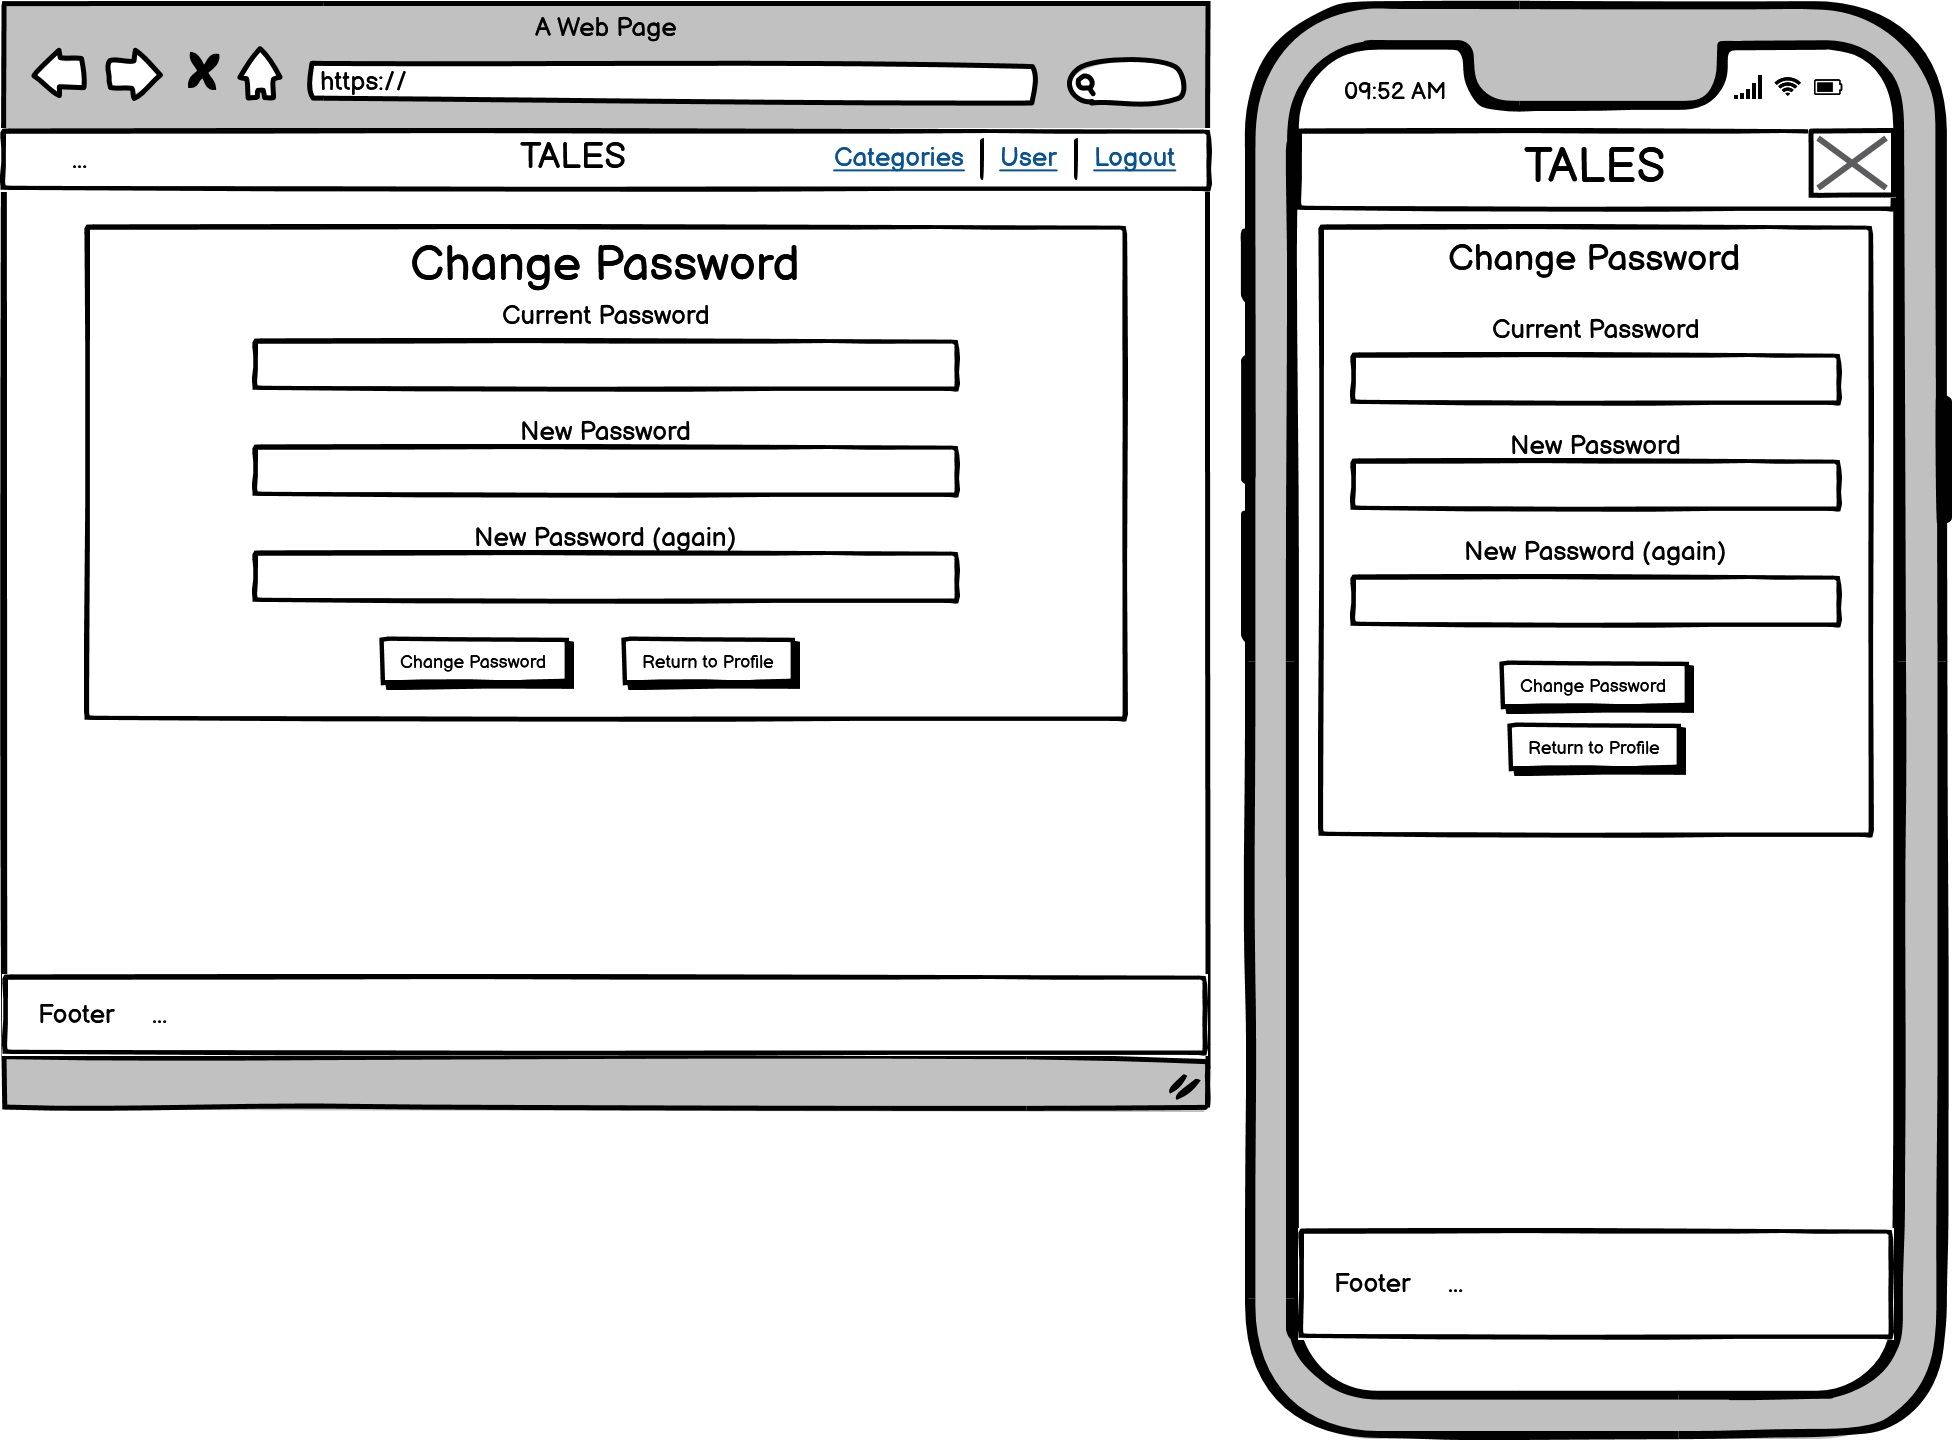 A Web Page
https://
... TALES Categories User Logout
Change Password
Current Password
New Password
New Password (again)
Change Password Return to Profile
Footer ...
09:52 AM
TALES
Change Password
Current Password
New Password
New Password (again)
Change Password
Return to Profile
Footer ...